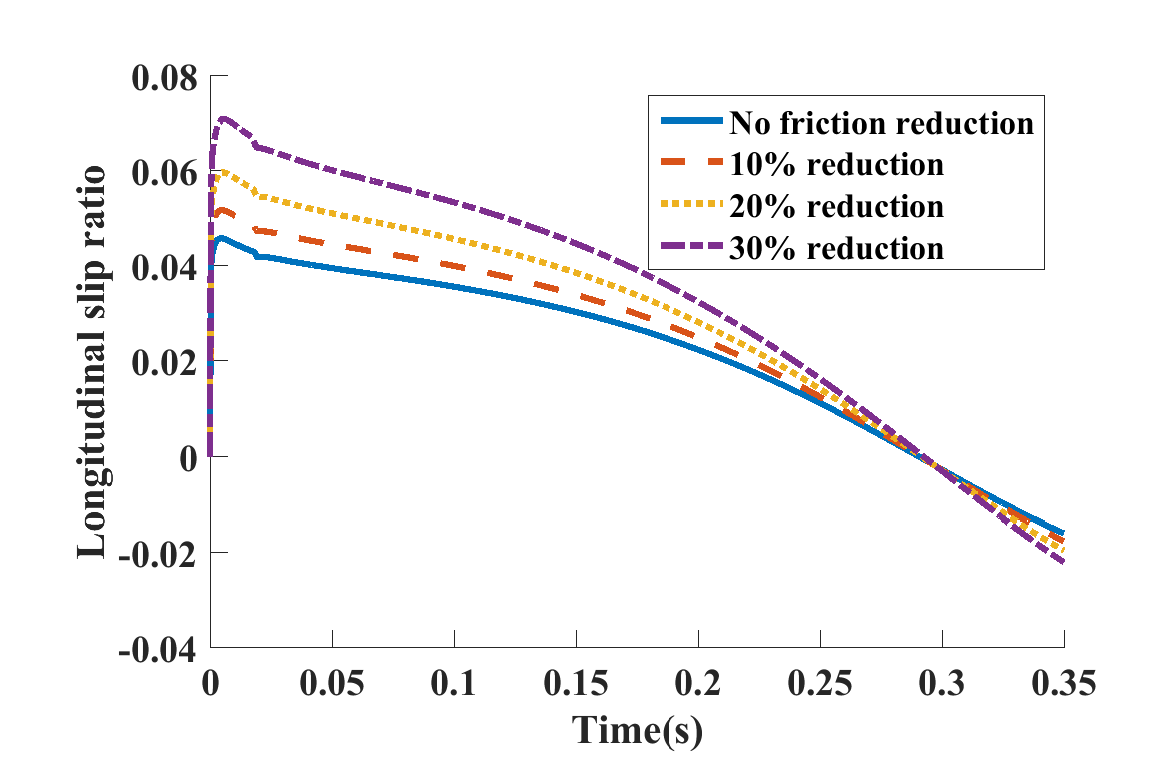 0.08
0.06
0.04
0.02
0
-0.02
-0.04
Longitudinal slip ratio
No friction reduction
10% reduction
20% reduction
30% reduction
0 0.05 0.1 0.15 0.2 0.25 0.3 0.35
Time(s)